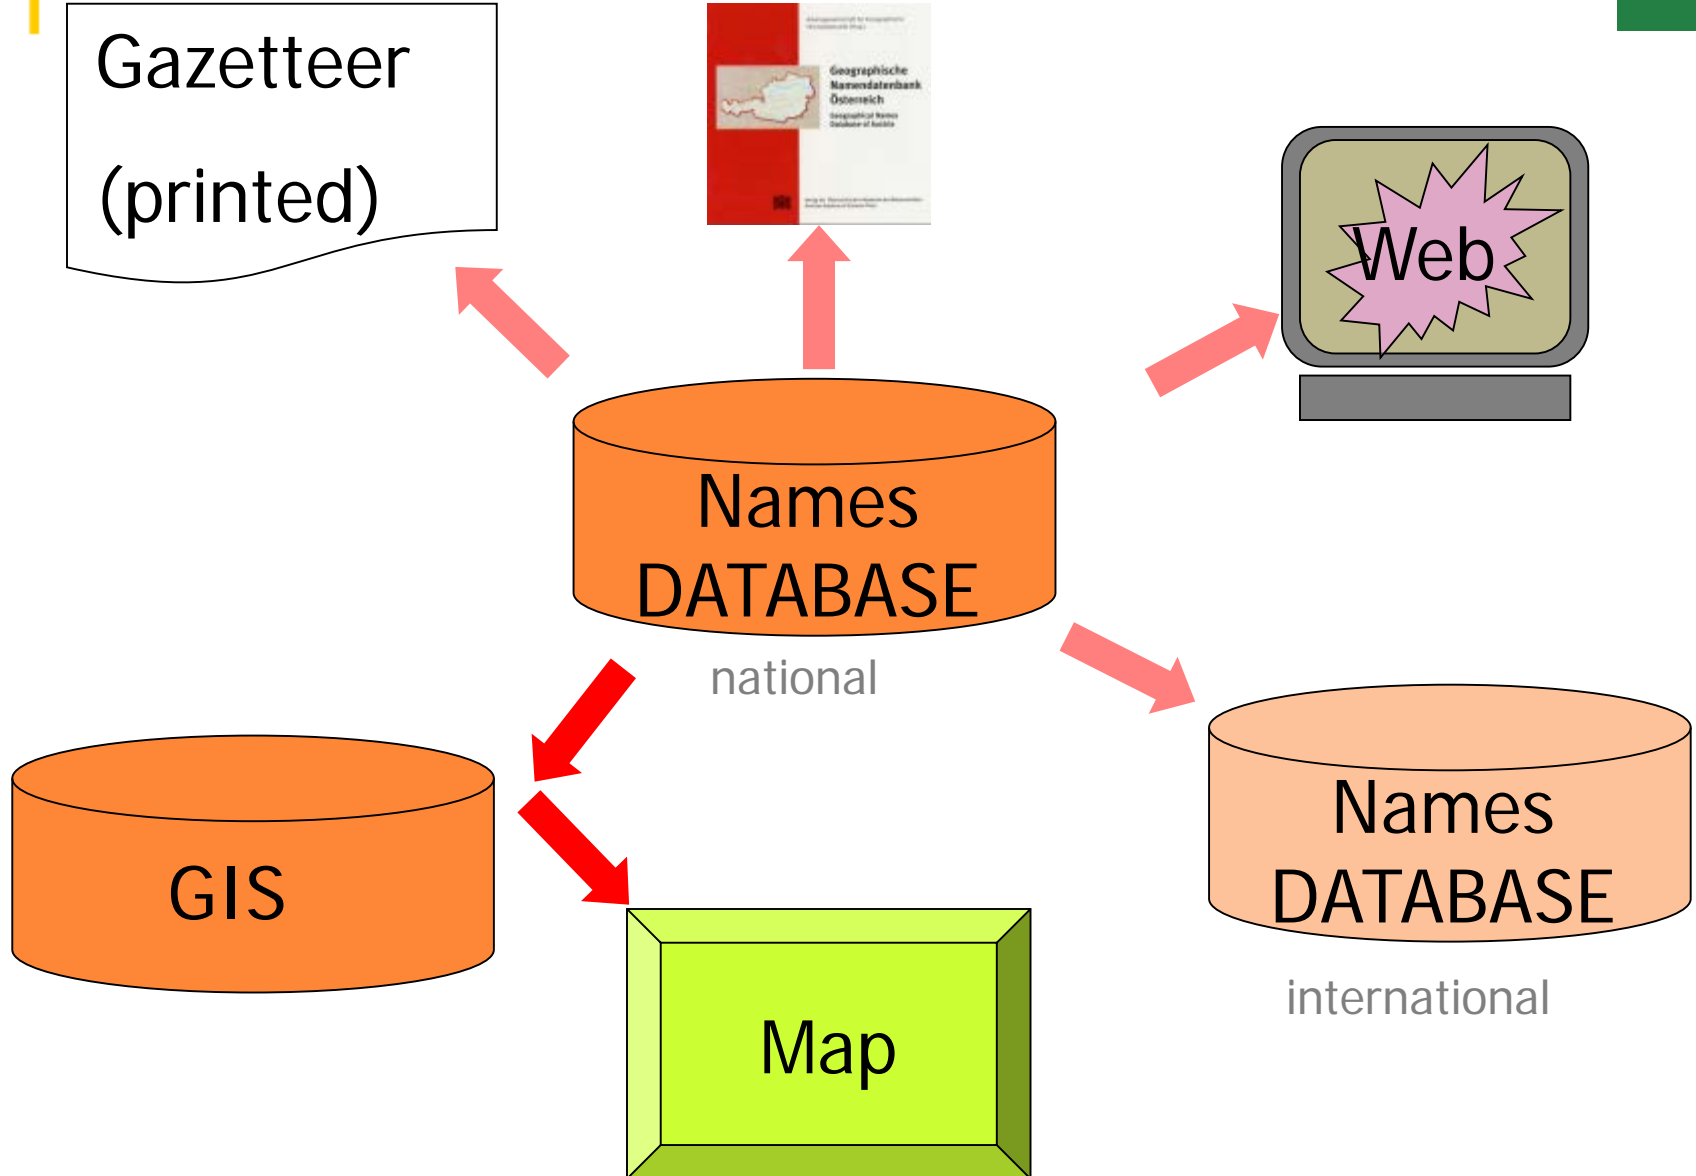 Gazetteer
(printed)
Geographische
Namendatenbank
Österreich
Geographical Names
Database of Austria
Web
Names
DATABASE
national
GIS
Names
DATABASE
international
Map